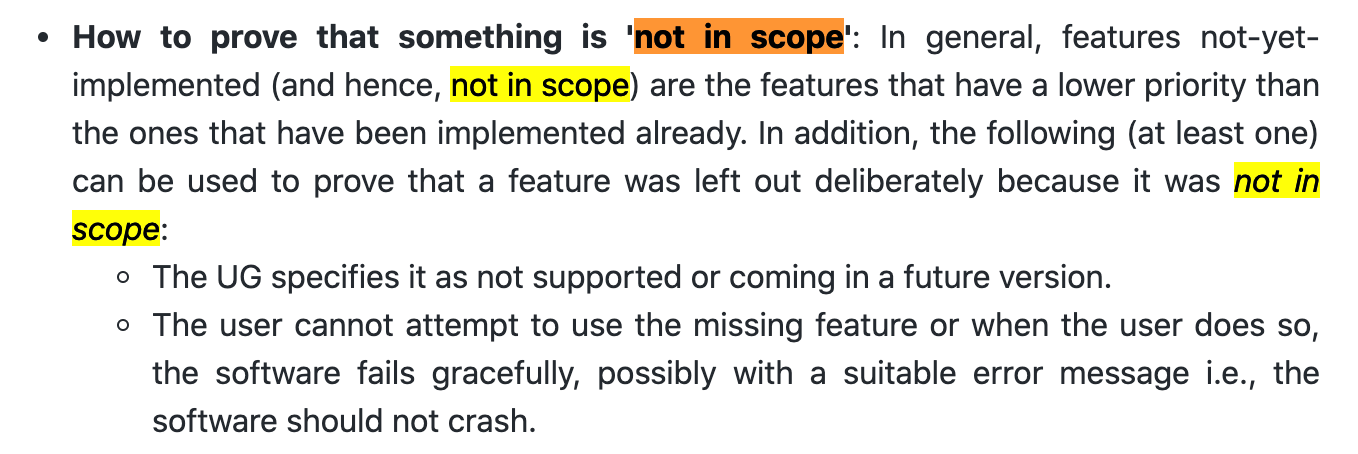 • How to prove that something is 'not in scope': In general, features not-yet-
implemented (and hence, not in scope) are the features that have a lower priority than
the ones that have been implemented already. In addition, the following (at least one)
can be used to prove that a feature was left out deliberately because it was not in
scope:
○ The UG specifies it as not supported or coming in a future version.
○ The user cannot attempt to use the missing feature or when the user does so,
the software fails gracefully, possibly with a suitable error message i.e., the
software should not crash.